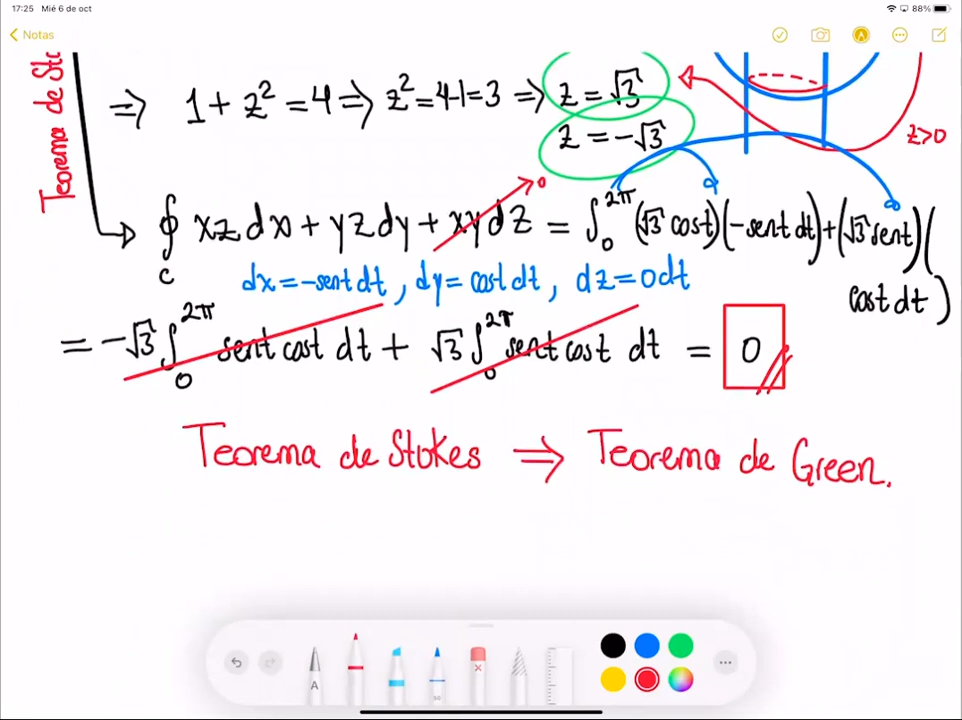 17:25 Mié 6 de oct
88%
Notas
Teorema de Sto
⇒ 1 + z² = 4 ⇒ z² = 4-1 = 3 ⇒ z = √3
z = -√3
z>0
∮_C xz dx + yz dy + xy dz = ∫₀^2π (√3 cost)(-sent dt) + (√3 sent)(
0
dx = -sent dt, dy = cost dt, dz = 0dt
cost dt)
= -√3 ∫₀^2π sent cost dt + √3 ∫₀^2π sent cost dt = 0
Teorema de Stokes ⇒ Teorema de Green.
A
50